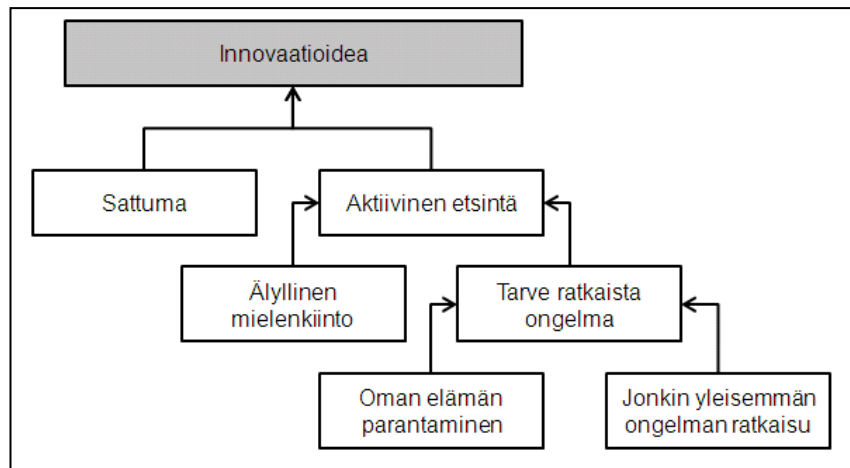 Innovaatioidea
Sattuma
Aktiivinen etsintä
Älyllinen
mielenkiinto
Tarve ratkaista
ongelma
Oman elämän
parantaminen
Jonkin yleisemmän
ongelman ratkaisu